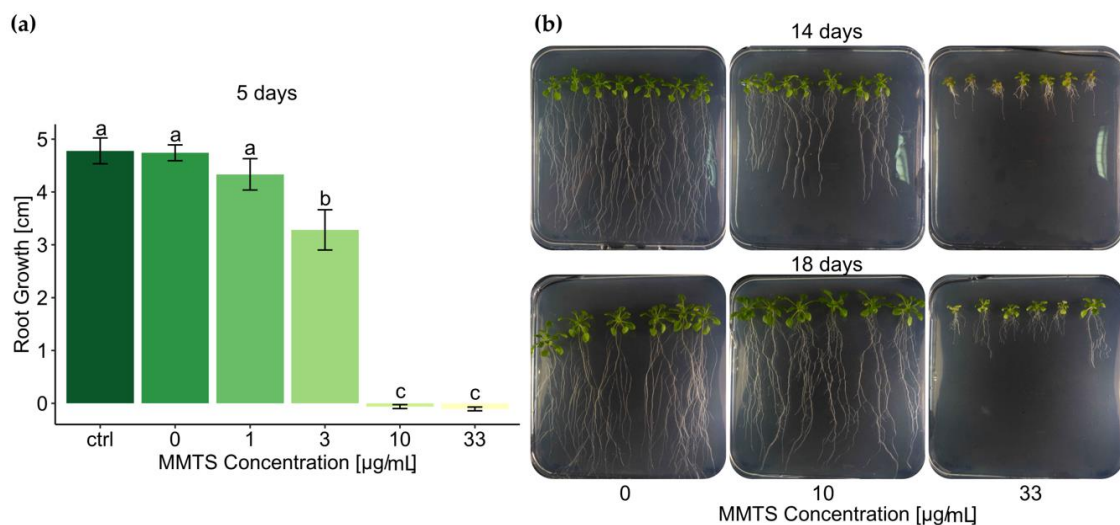 (a)
5 days
Root Growth [cm]
5
4
3
2
1
0
a
a
a
b
c
c
ctrl 0 1 3 10 33
MMTS Concentration [µg/mL]
(b)
14 days
18 days
0 10 33
MMTS Concentration [µg/mL]